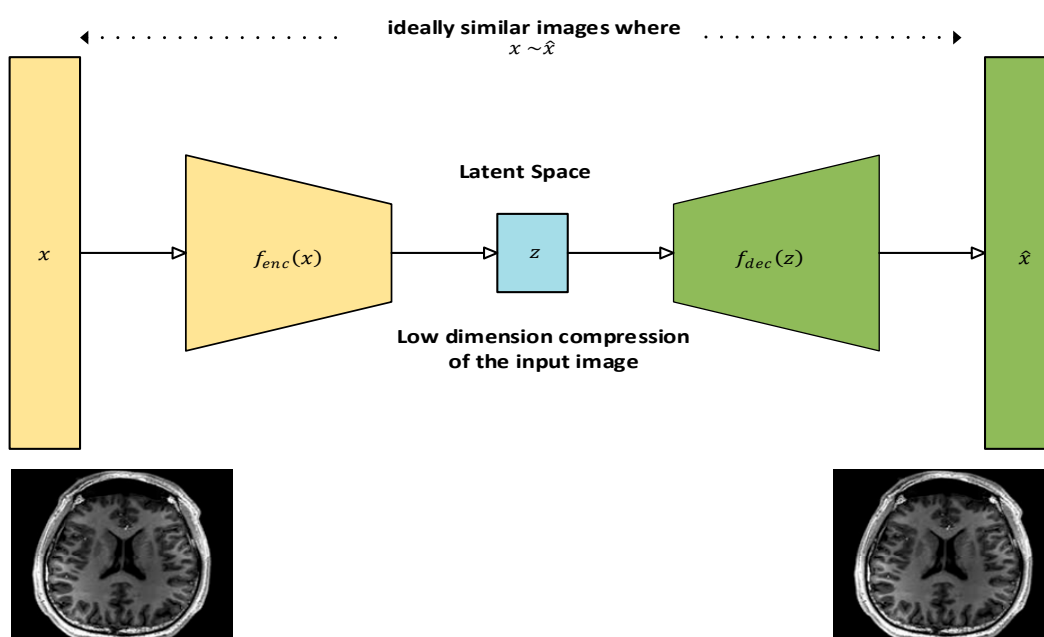 ideally similar images where
x ~ x̂
Latent Space
x
f_enc(x)
z
f_dec(z)
x̂
Low dimension compression
of the input image